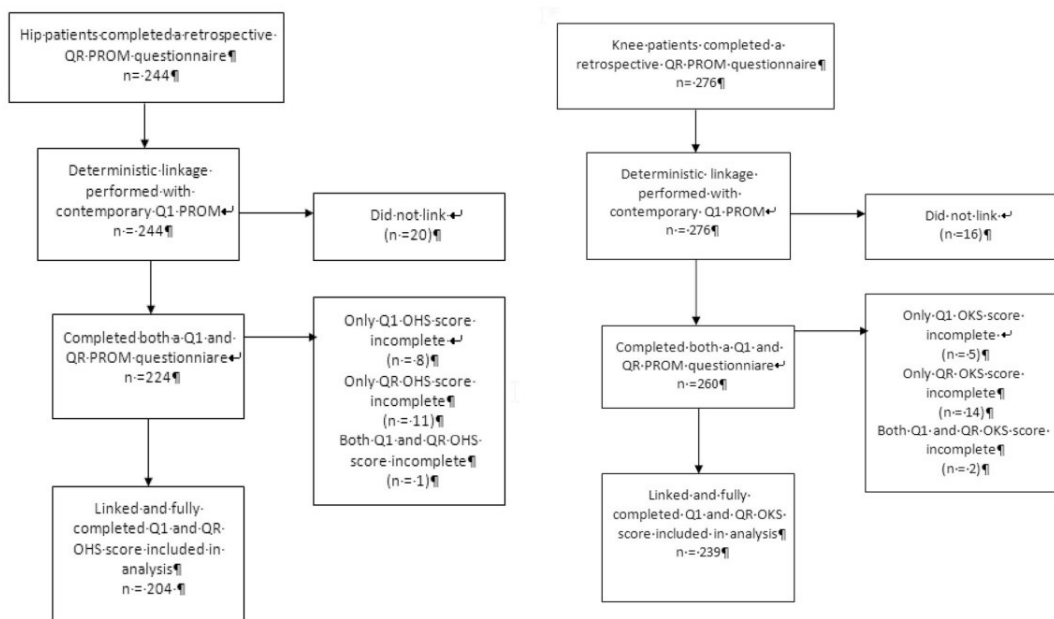 Hip·patients·completed·a·retrospective·
QR·PROM·questionnaire¶
n=·244¶
Deterministic·linkage·
performed·with·
contemporary·Q1·PROM↵
n·=·244¶
Did·not·link·↵
(n·=20)¶
Completed·both·a·Q1·and·
QR·PROM·questionniare↵
n·=224¶
Only·Q1·OHS·score·
incomplete·↵
(n·=·8)¶
Only·QR·OHS·score·
incomplete¶
(n·=·11)¶
Both·Q1·and·QR·OHS·
score·incomplete¶
(n·=·1)¶
Linked·and·fully·
completed·Q1·and·QR·
OHS·score·included·in·
analysis¶
n·=·204·¶
Knee·patients·completed·a·
retrospective·QR·PROM·questionnaire¶
n=·276¶
Deterministic·linkage·
performed·with·
contemporary·Q1·PROM↵
n·=·276¶
Did·not·link·↵
(n·=16)¶
Completed·both·a·Q1·and·
QR·PROM·questionniare↵
n·=·260¶
Only·Q1·OKS·score·
incomplete·↵
(n·=·5)¶
Only·QR·OKS·score·
incomplete¶
(n·=·14)¶
Both·Q1·and·QR·OKS·score·
incomplete¶
(n·=·2)¶
Linked·and·fully·
completed·Q1·and·QR·OKS·
score·included·in·analysis¶
n·=·239¶